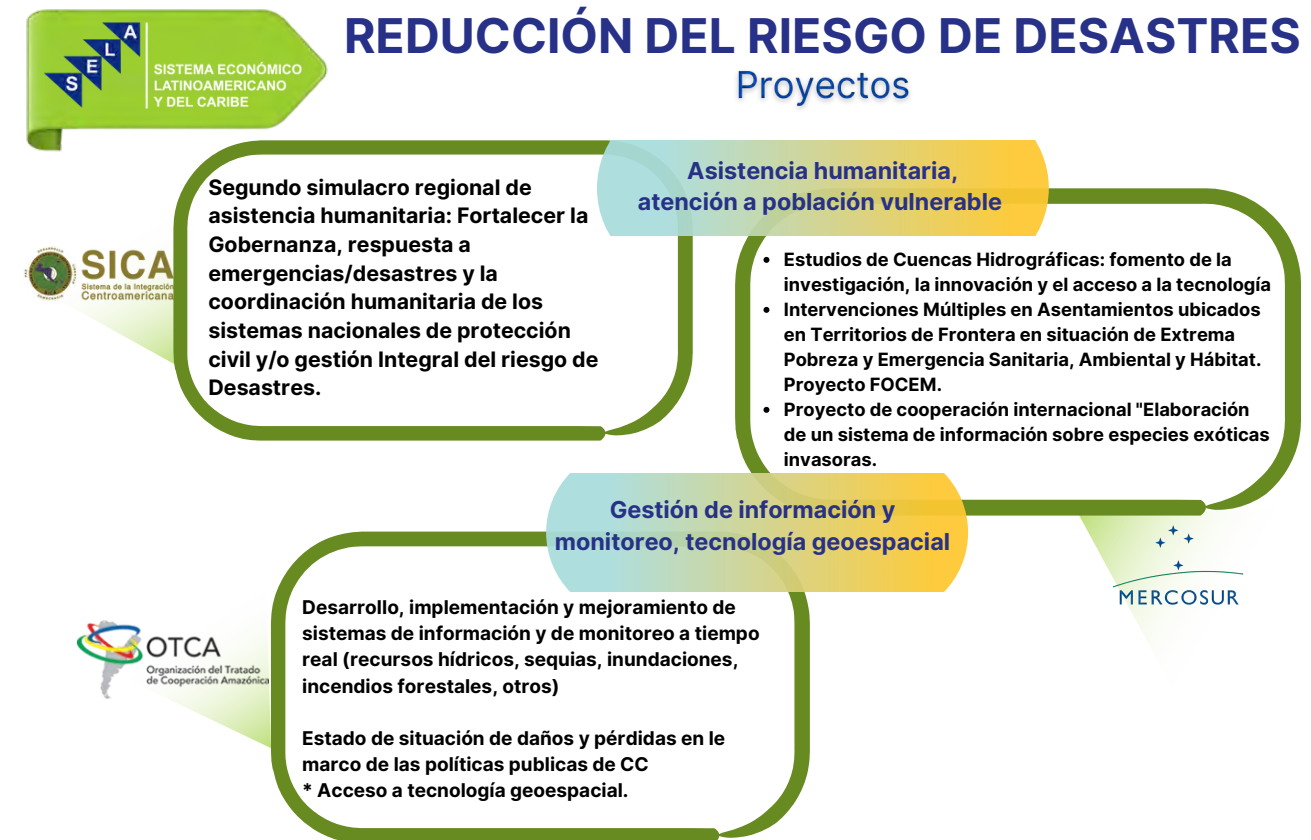 SELA
SISTEMA ECONÓMICO
LATINOAMERICANO
Y DEL CARIBE
REDUCCIÓN DEL RIESGO DE DESASTRES
Proyectos
Asistencia humanitaria,
atención a población vulnerable
SICA
Sistema de la Integración
Centroamericana
Segundo simulacro regional de
asistencia humanitaria: Fortalecer la
Gobernanza, respuesta a
emergencias/desastres y la
coordinación humanitaria de los
sistemas nacionales de protección
civil y/o gestión Integral del riesgo de
Desastres.
• Estudios de Cuencas Hidrográficas: fomento de la
investigación, la innovación y el acceso a la tecnología
• Intervenciones Múltiples en Asentamientos ubicados
en Territorios de Frontera en situación de Extrema
Pobreza y Emergencia Sanitaria, Ambiental y Hábitat.
Proyecto FOCEM.
• Proyecto de cooperación internacional "Elaboración
de un sistema de información sobre especies exóticas
invasoras.
MERCOSUR
Gestión de información y
monitoreo, tecnología geoespacial
OTCA
Organización del Tratado
de Cooperación Amazónica
Desarrollo, implementación y mejoramiento de
sistemas de información y de monitoreo a tiempo
real (recursos hídricos, sequias, inundaciones,
incendios forestales, otros)
Estado de situación de daños y pérdidas en le
marco de las políticas publicas de CC
* Acceso a tecnología geoespacial.